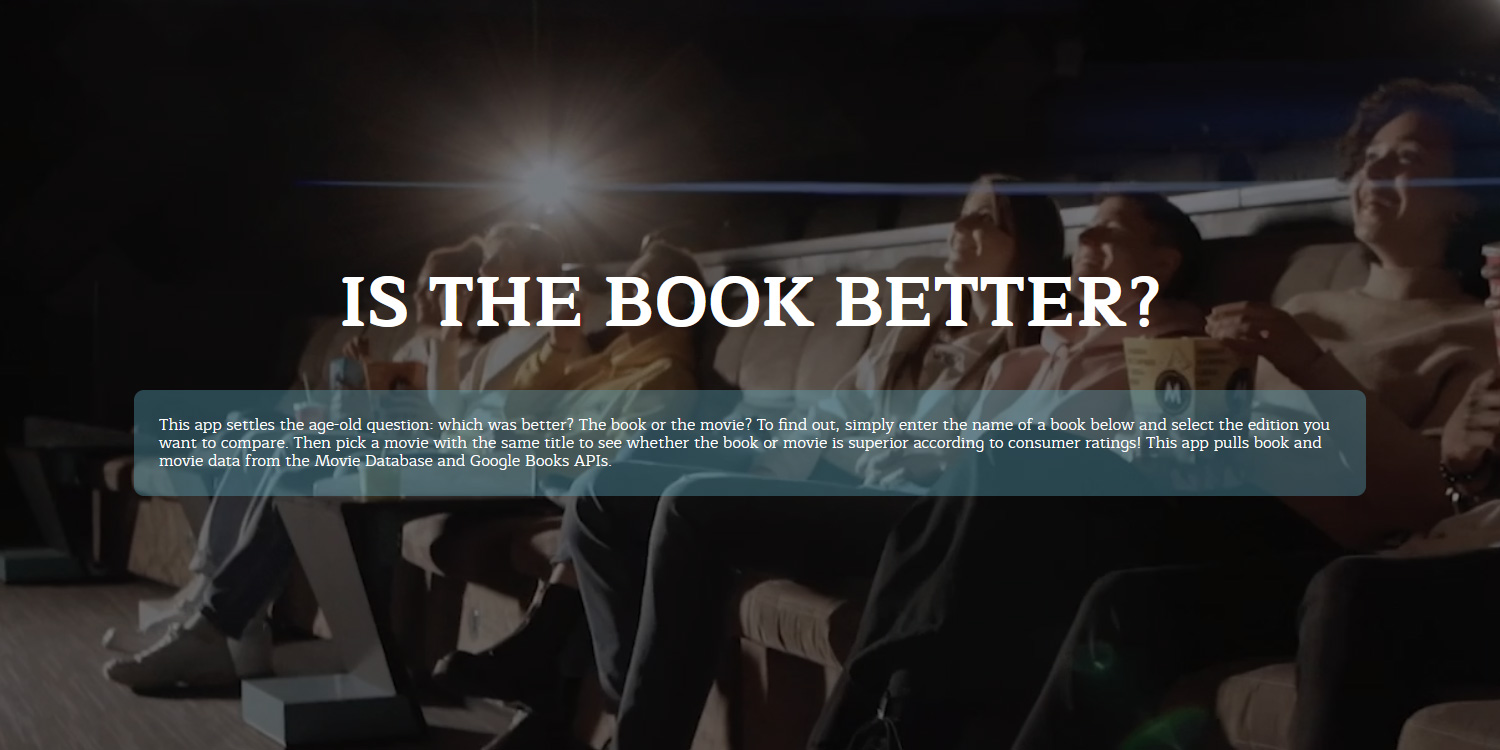 IS THE BOOK BETTER?
This app settles the age-old question: which was better? The book or the movie? To find out, simply enter the name of a book below and select the edition you
want to compare. Then pick a movie with the same title to see whether the book or movie is superior according to consumer ratings! This app pulls book and
movie data from the Movie Database and Google Books APIs.
M